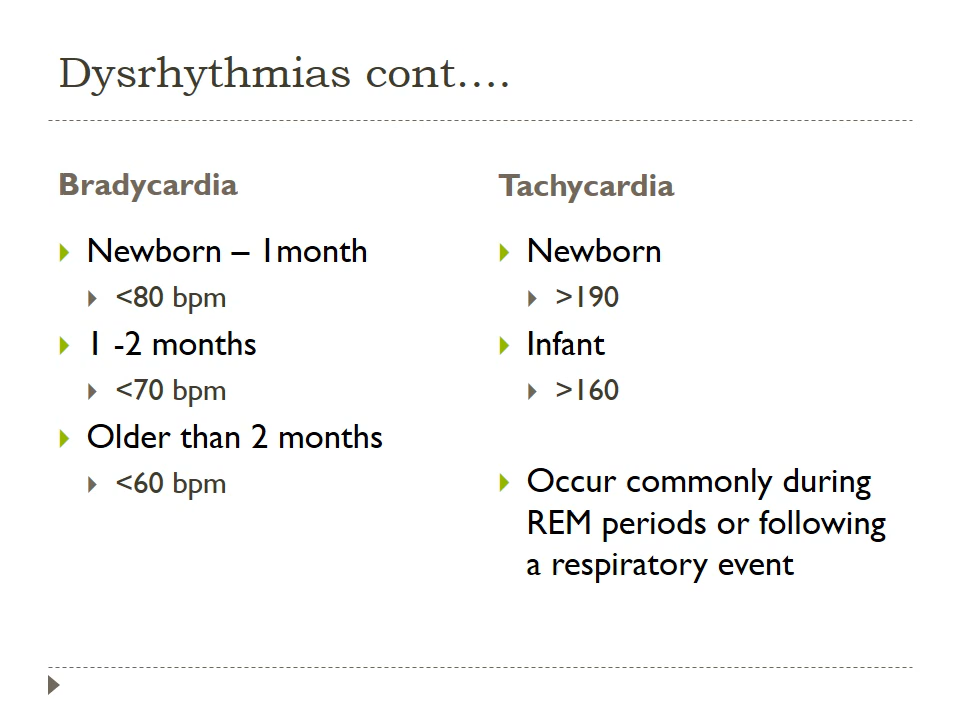 Dysrhythmias cont....
Bradycardia
Newborn – 1month
<80 bpm
1 -2 months
<70 bpm
Older than 2 months
<60 bpm
Tachycardia
Newborn
>190
Infant
>160
Occur commonly during
REM periods or following
a respiratory event